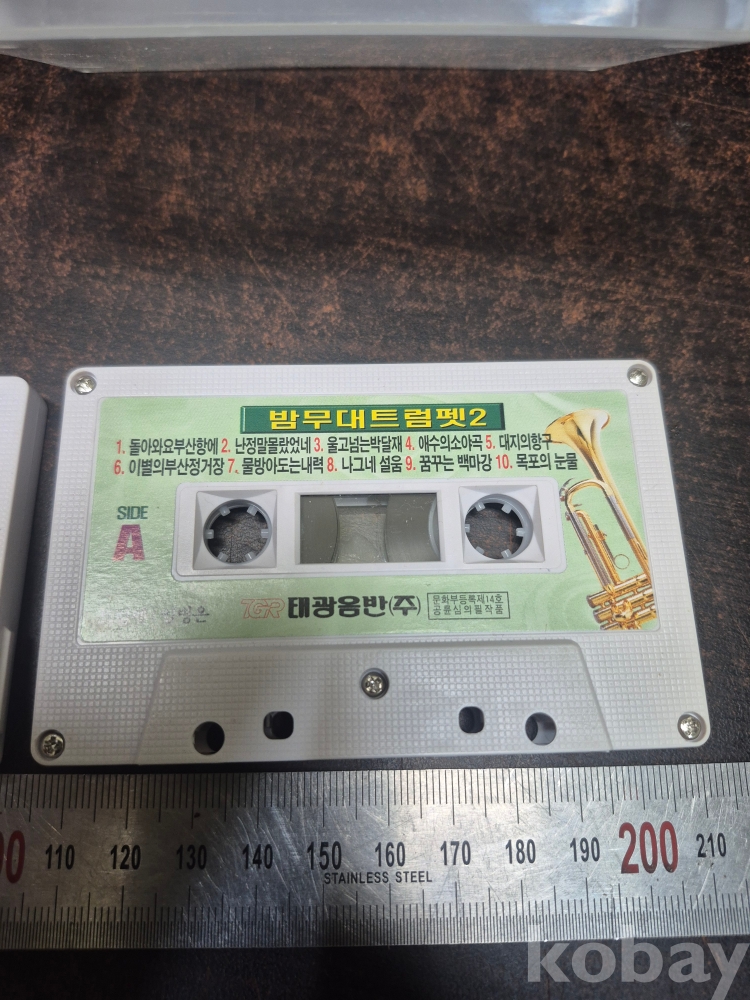 밤무대트럼펫2
1. 돌아와요부산항에 2. 난정말몰랐었네 3. 울고넘는박달재 4. 애수의소야곡 5. 대지의항구
6. 이별의부산정거장 7. 물방아도는내력 8. 나그네 설움 9. 꿈꾸는 백마강 10. 목포의 눈물
SIDE
A
TGR 태광음반(주)
문화부등록제14호
공륜심의필작품
00 110 120 130 140 150 160 170 180 190 200 210
STAINLESS STEEL
kobay